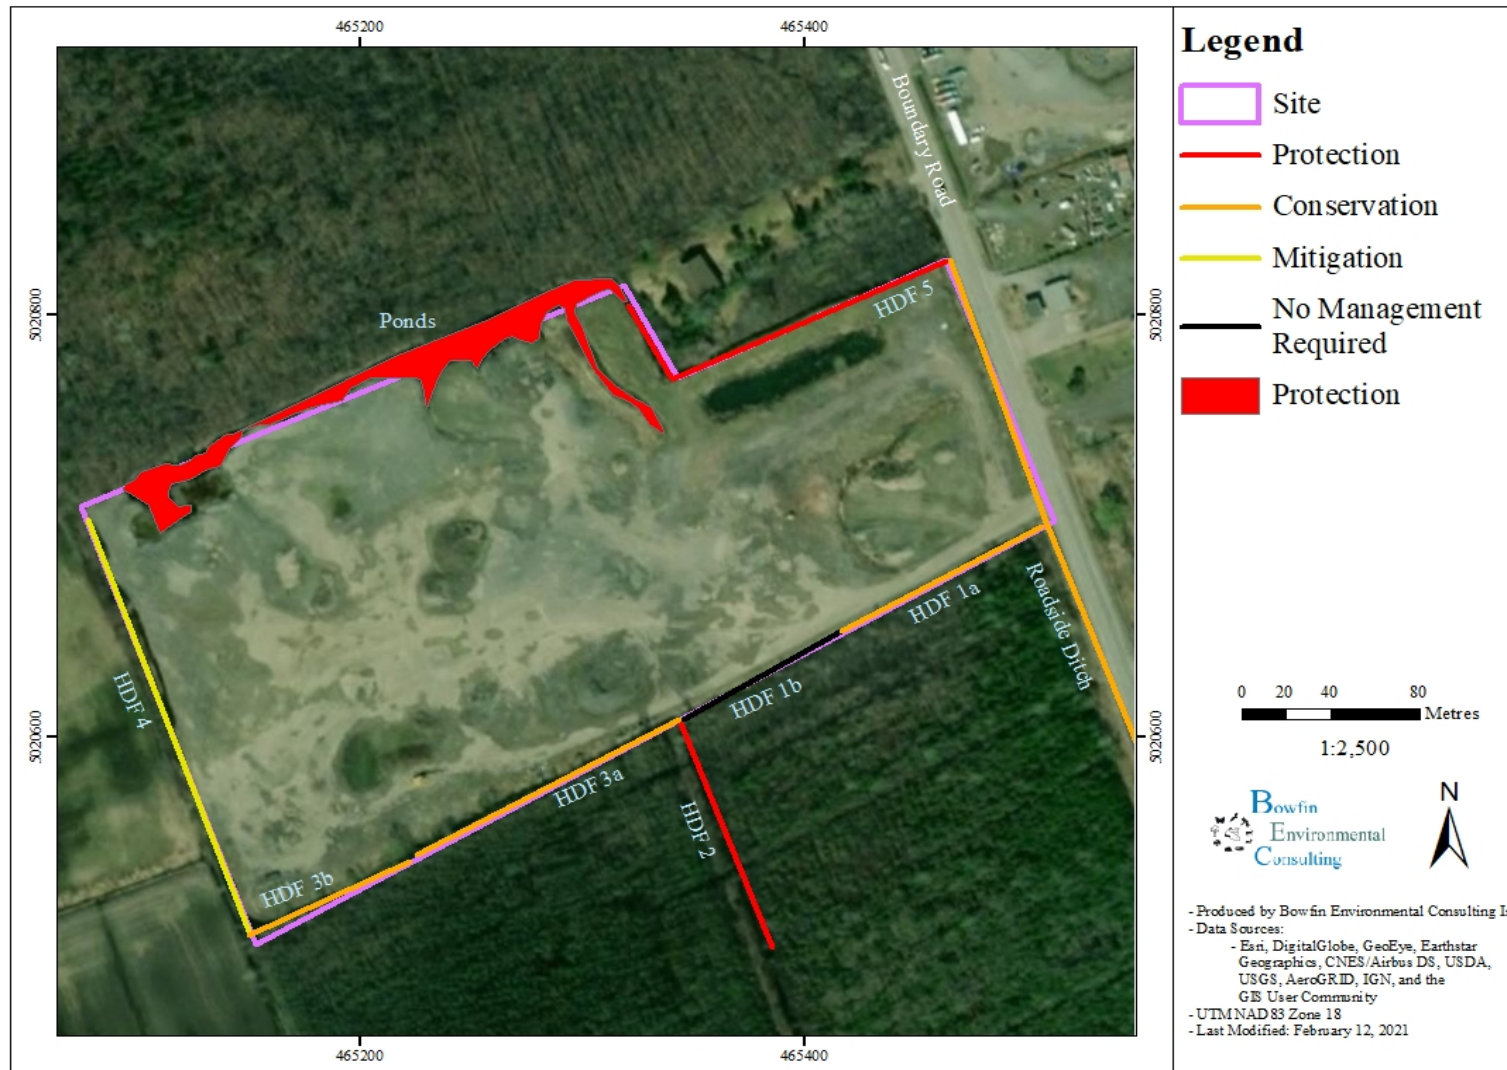 465200
465400
Legend
Site
Protection
Conservation
Mitigation
No Management
Required
Protection
Boundary Road
5020800
5020800
Ponds
HDF 5
HDF 1a
Roadside Ditch
HDF 4
HDF 1b
5020600
5020600
HDF 3a
HDF 2
HDF 3b
465200
465400
0 20 40 80
Metres
1:2,500
Bowfin
Environmental
Consulting
N
- Produced by Bowfin Environmental Consulting
- Data Sources:
- Esri, DigitalGlobe, GeoEye, Earthstar
Geographics, CNES/Airbus DS, USDA,
USGS, AeroGRID, IGN, and the
GIS User Community
- UTM NAD 83 Zone 18
- Last Modified: February 12, 2021